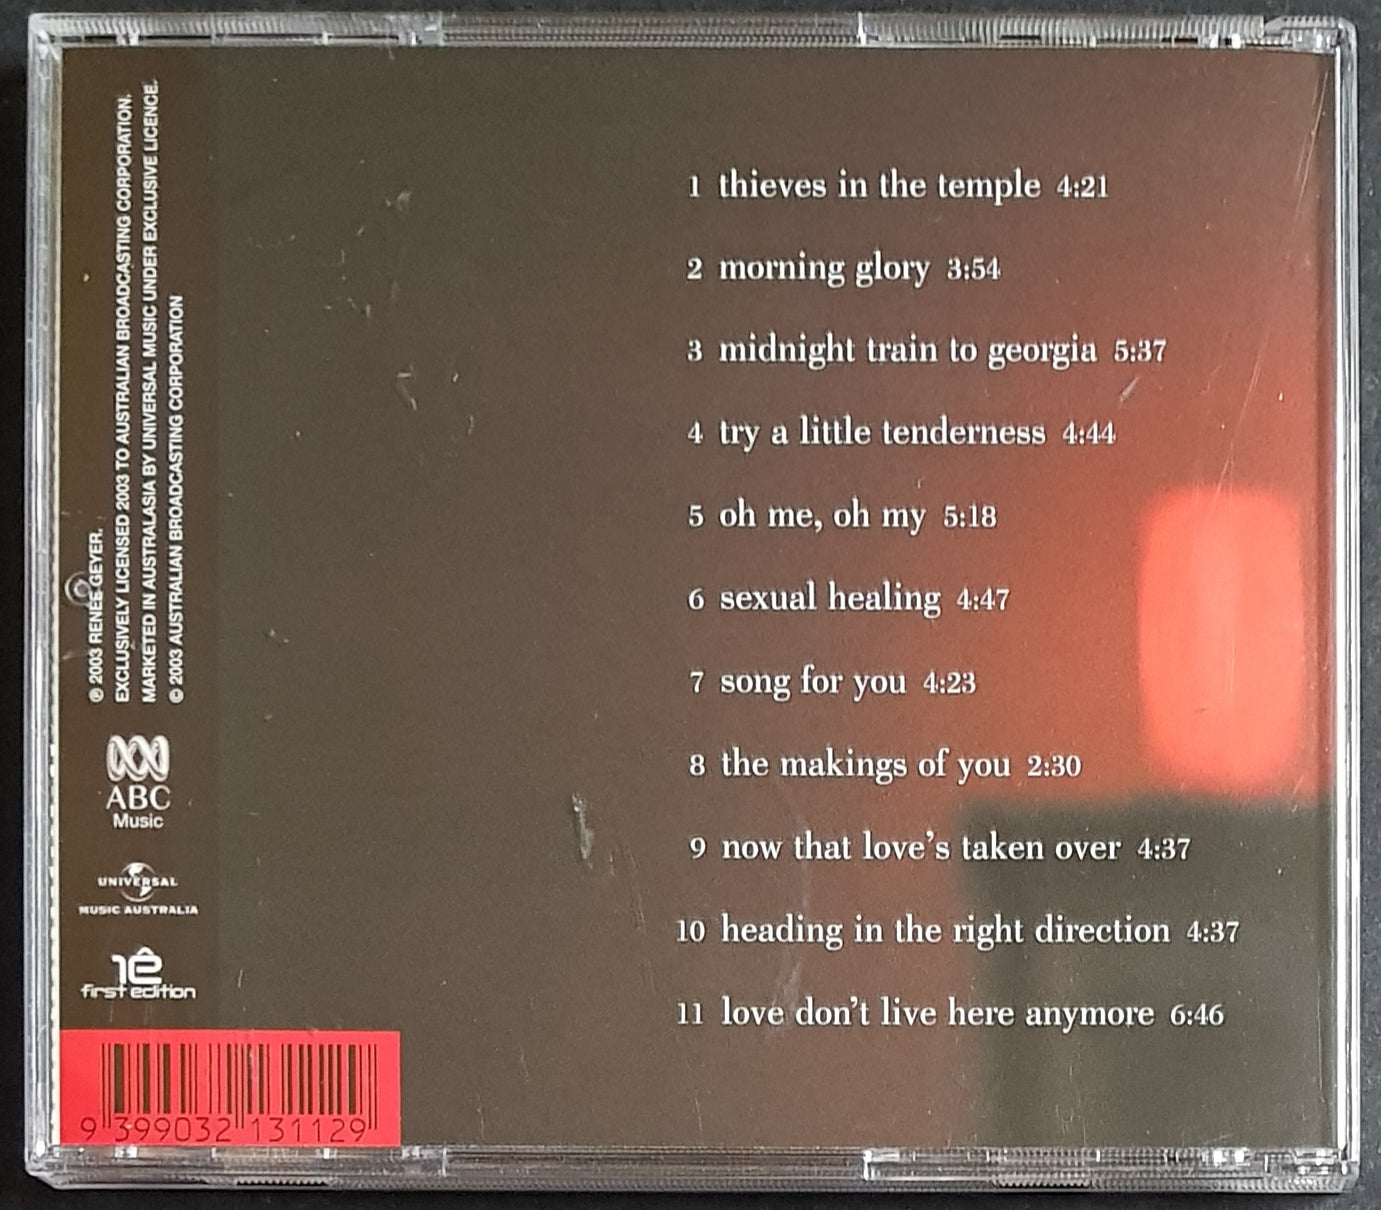 1 thieves in the temple 4:21
2 morning glory 3:54
3 midnight train to georgia 5:37
4 try a little tenderness 4:44
5 oh me, oh my 5:18
6 sexual healing 4:47
7 song for you 4:23
8 the makings of you 2:30
9 now that love's taken over 4:37
10 heading in the right direction 4:37
11 love don't live here anymore 6:46
℗ 2003 RENÉE GEYER.
EXCLUSIVELY LICENSED 2003 TO AUSTRALIAN BROADCASTING CORPORATION.
MARKETED IN AUSTRALASIA BY UNIVERSAL MUSIC UNDER EXCLUSIVE LICENCE.
© 2003 AUSTRALIAN BROADCASTING CORPORATION
ABC
Music
UNIVERSAL
MUSIC AUSTRALIA
1ê
first edition
9 399032 131129